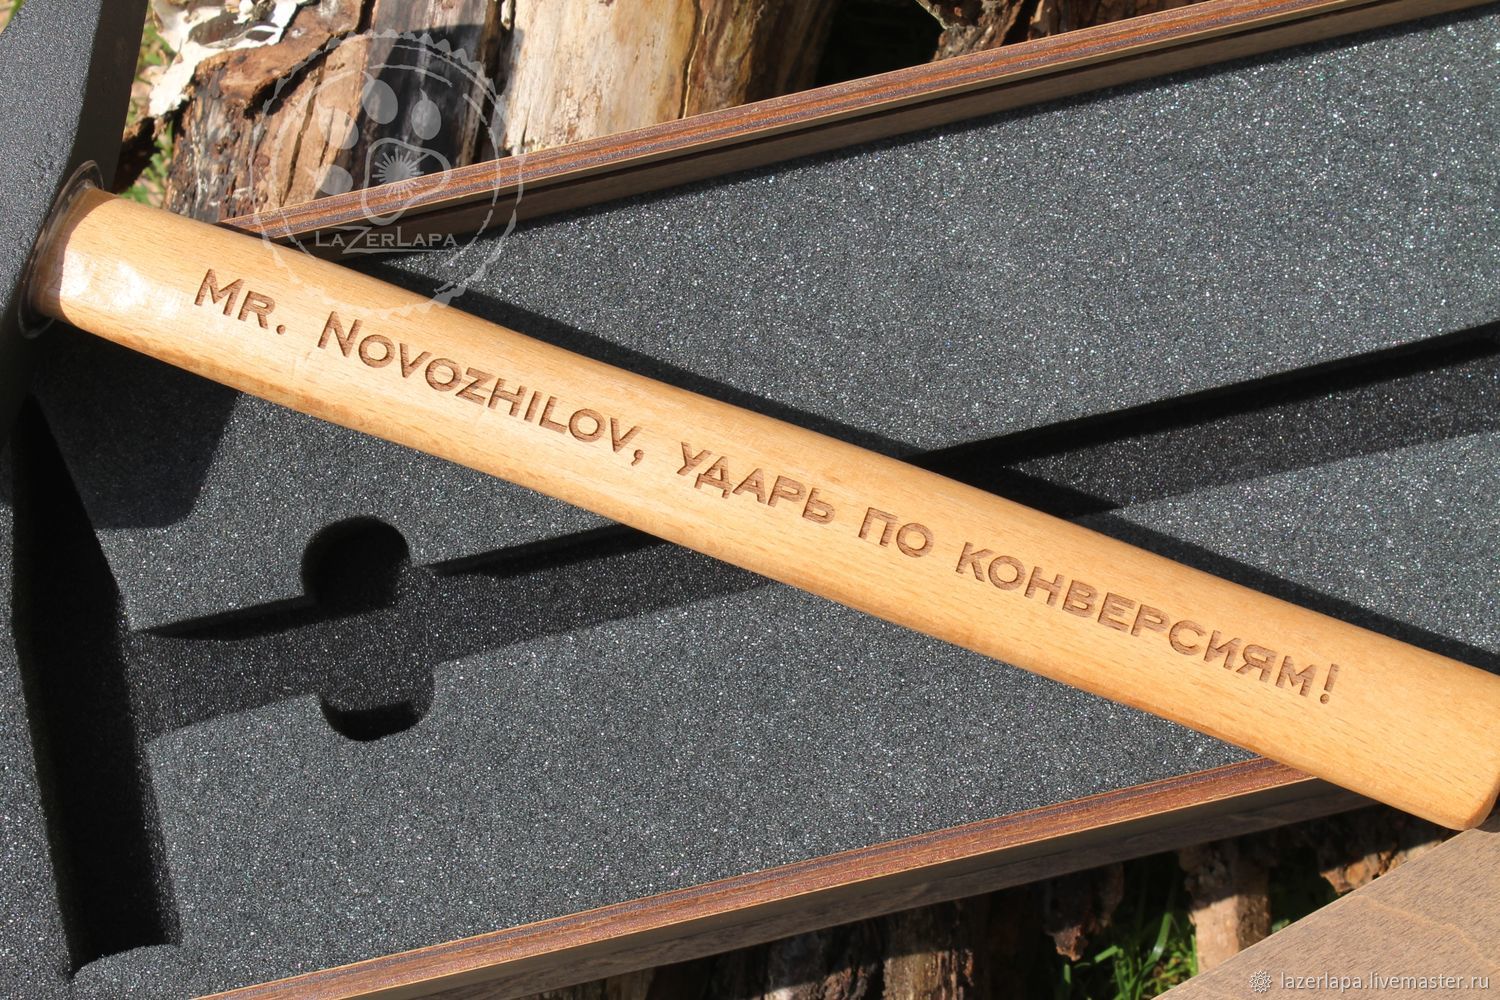 LaZerLapa
Mr. Novozhilov, ударь по конверсиям!
lazerlapa.livemaster.ru